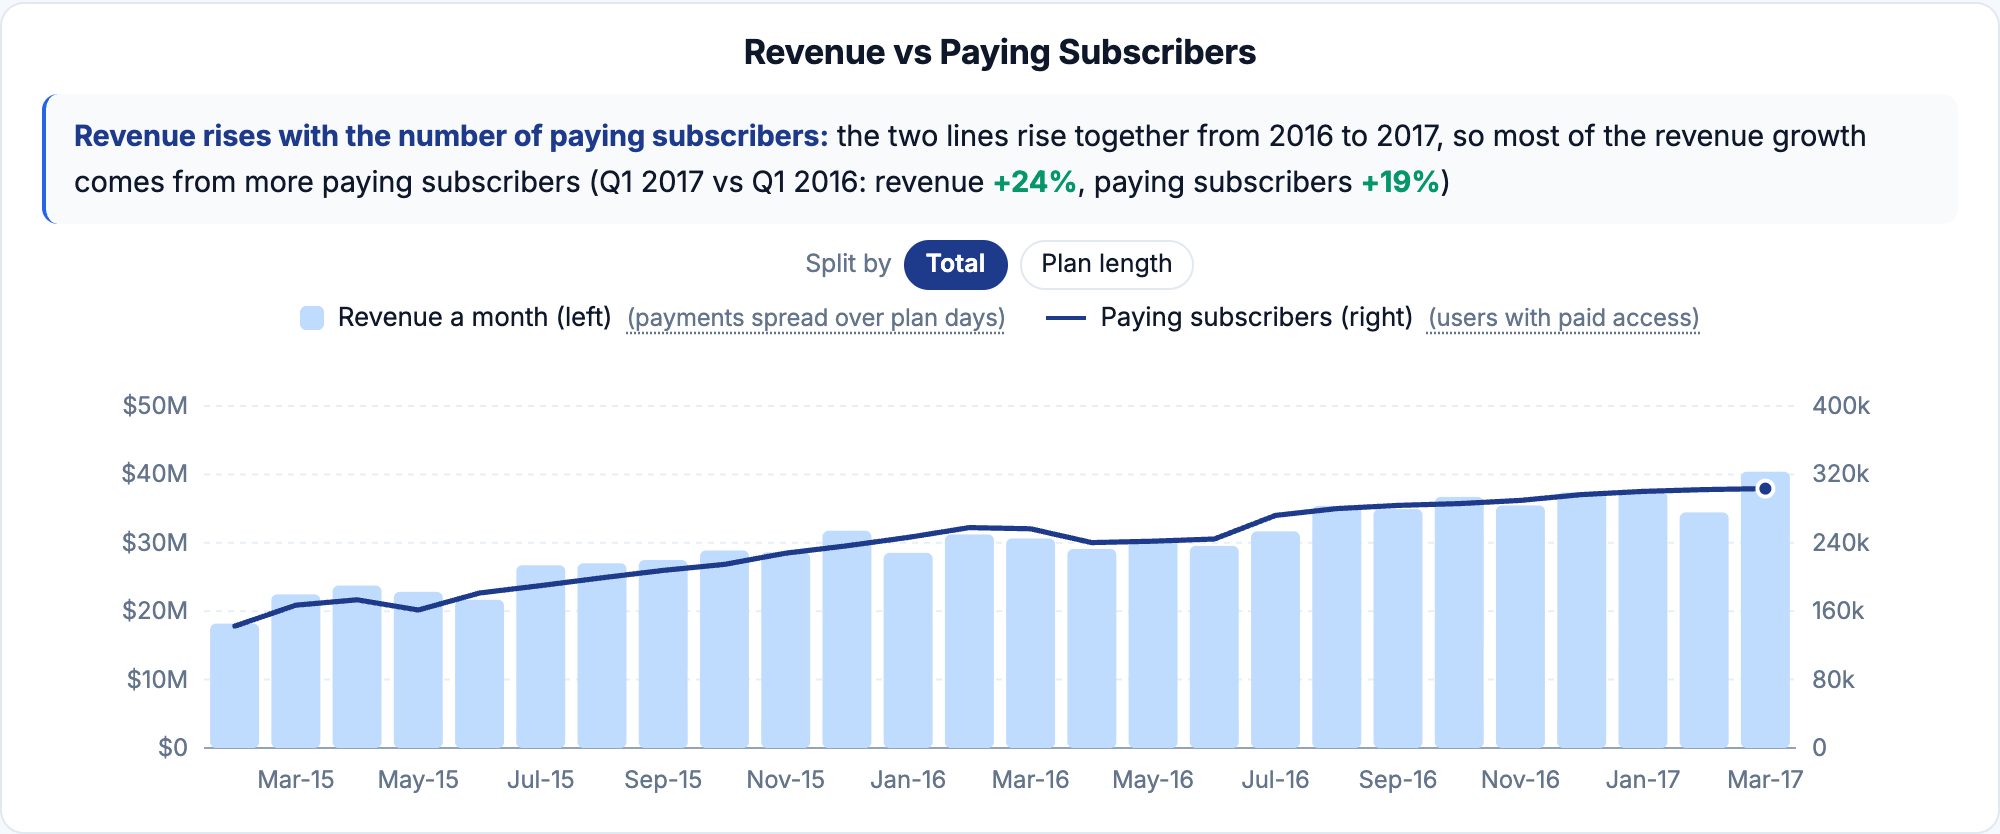 Revenue vs Paying Subscribers
Revenue rises with the number of paying subscribers: the two lines rise together from 2016 to 2017, so most of the revenue growth
comes from more paying subscribers (Q1 2017 vs Q1 2016: revenue +24%, paying subscribers +19%)
Split by Total Plan length
Revenue a month (left) (payments spread over plan days) Paying subscribers (right) (users with paid access)
$50M 400k
$40M 320k
$30M 240k
$20M 160k
$10M 80k
$0 0
Mar-15 May-15 Jul-15 Sep-15 Nov-15 Jan-16 Mar-16 May-16 Jul-16 Sep-16 Nov-16 Jan-17 Mar-17